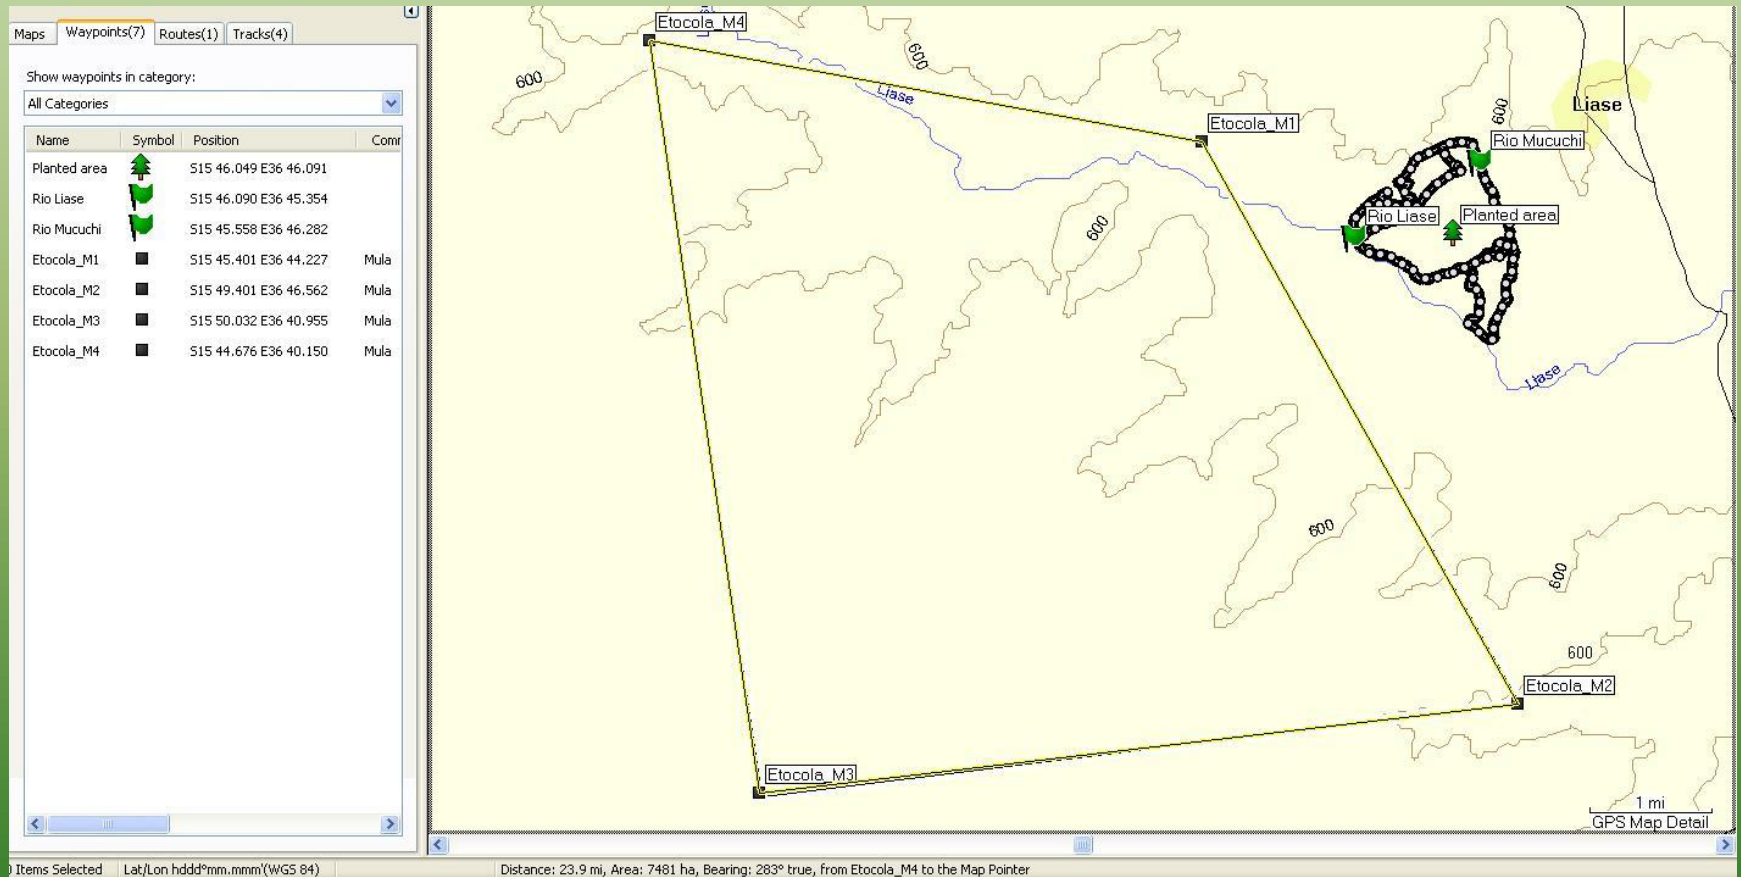 Maps Waypoints(7) Routes(1) Tracks(4)
Show waypoints in category:
All Categories
Name Symbol Position Comr
Planted area S15 46.049 E36 46.091
Rio Liase S15 46.090 E36 45.354
Rio Mucuchi S15 45.558 E36 46.282
Etocola_M1 S15 45.401 E36 44.227 Mula
Etocola_M2 S15 49.401 E36 46.562 Mula
Etocola_M3 S15 50.032 E36 40.955 Mula
Etocola_M4 S15 44.676 E36 40.150 Mula
Etocola_M4
600
600
Liase
Liase
600
Etocola_M1
Rio Mucuchi
Rio Liase
Planted area
600
Liase
600
600
600
Etocola_M2
Etocola_M3
1 mi
GPS Map Detail
Items Selected Lat/Lon hddd°mm.mmm'(WGS 84) Distance: 23.9 mi, Area: 7481 ha, Bearing: 283° true, from Etocola_M4 to the Map Pointer